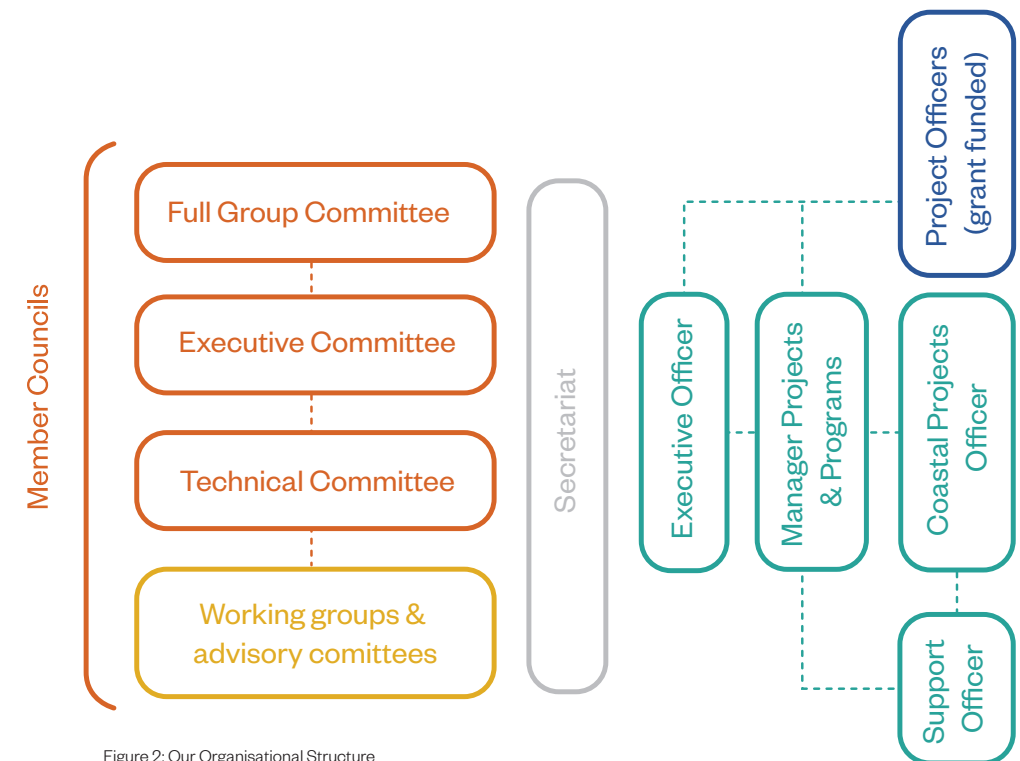 Member Councils
Full Group Committee
Executive Committee
Technical Committee
Working groups &
advisory comittees
Secretariat
Executive Officer
Manager Projects
& Programs
Project Officers
(grant funded)
Coastal Projects
Officer
Support
Officer
Figure 2: Our Organisational Structure